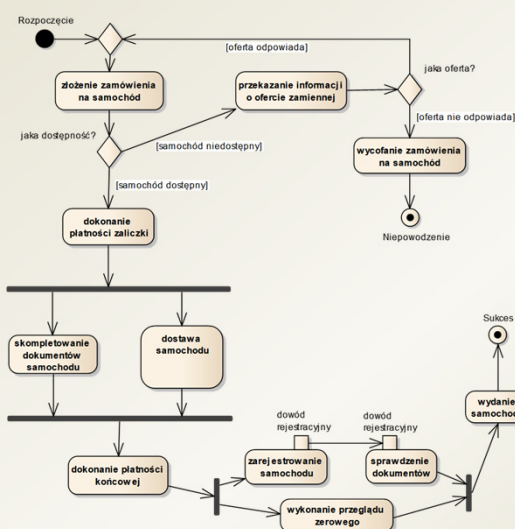 Rozpoczęcie
[oferta odpowiada]
jaka oferta?
złożenie zamówienia
na samochód
przekazanie informacji
o ofercie zamiennej
[oferta nie odpowiada]
jaka dostępność?
[samochód niedostępny]
wycofanie zamówienia
na samochód
[samochód dostępny]
dokonanie
płatności zaliczki
Niepowodzenie
Sukces
skompletowanie
dokumentów
samochodu
dostawa
samochodu
wydanie
dowód
rejestracyjny
dowód
rejestracyjny
dokonanie płatności
końcowej
zarejestrowanie
samochodu
sprawdzenie
dokumentów
wykonanie przeglądu
zerowego